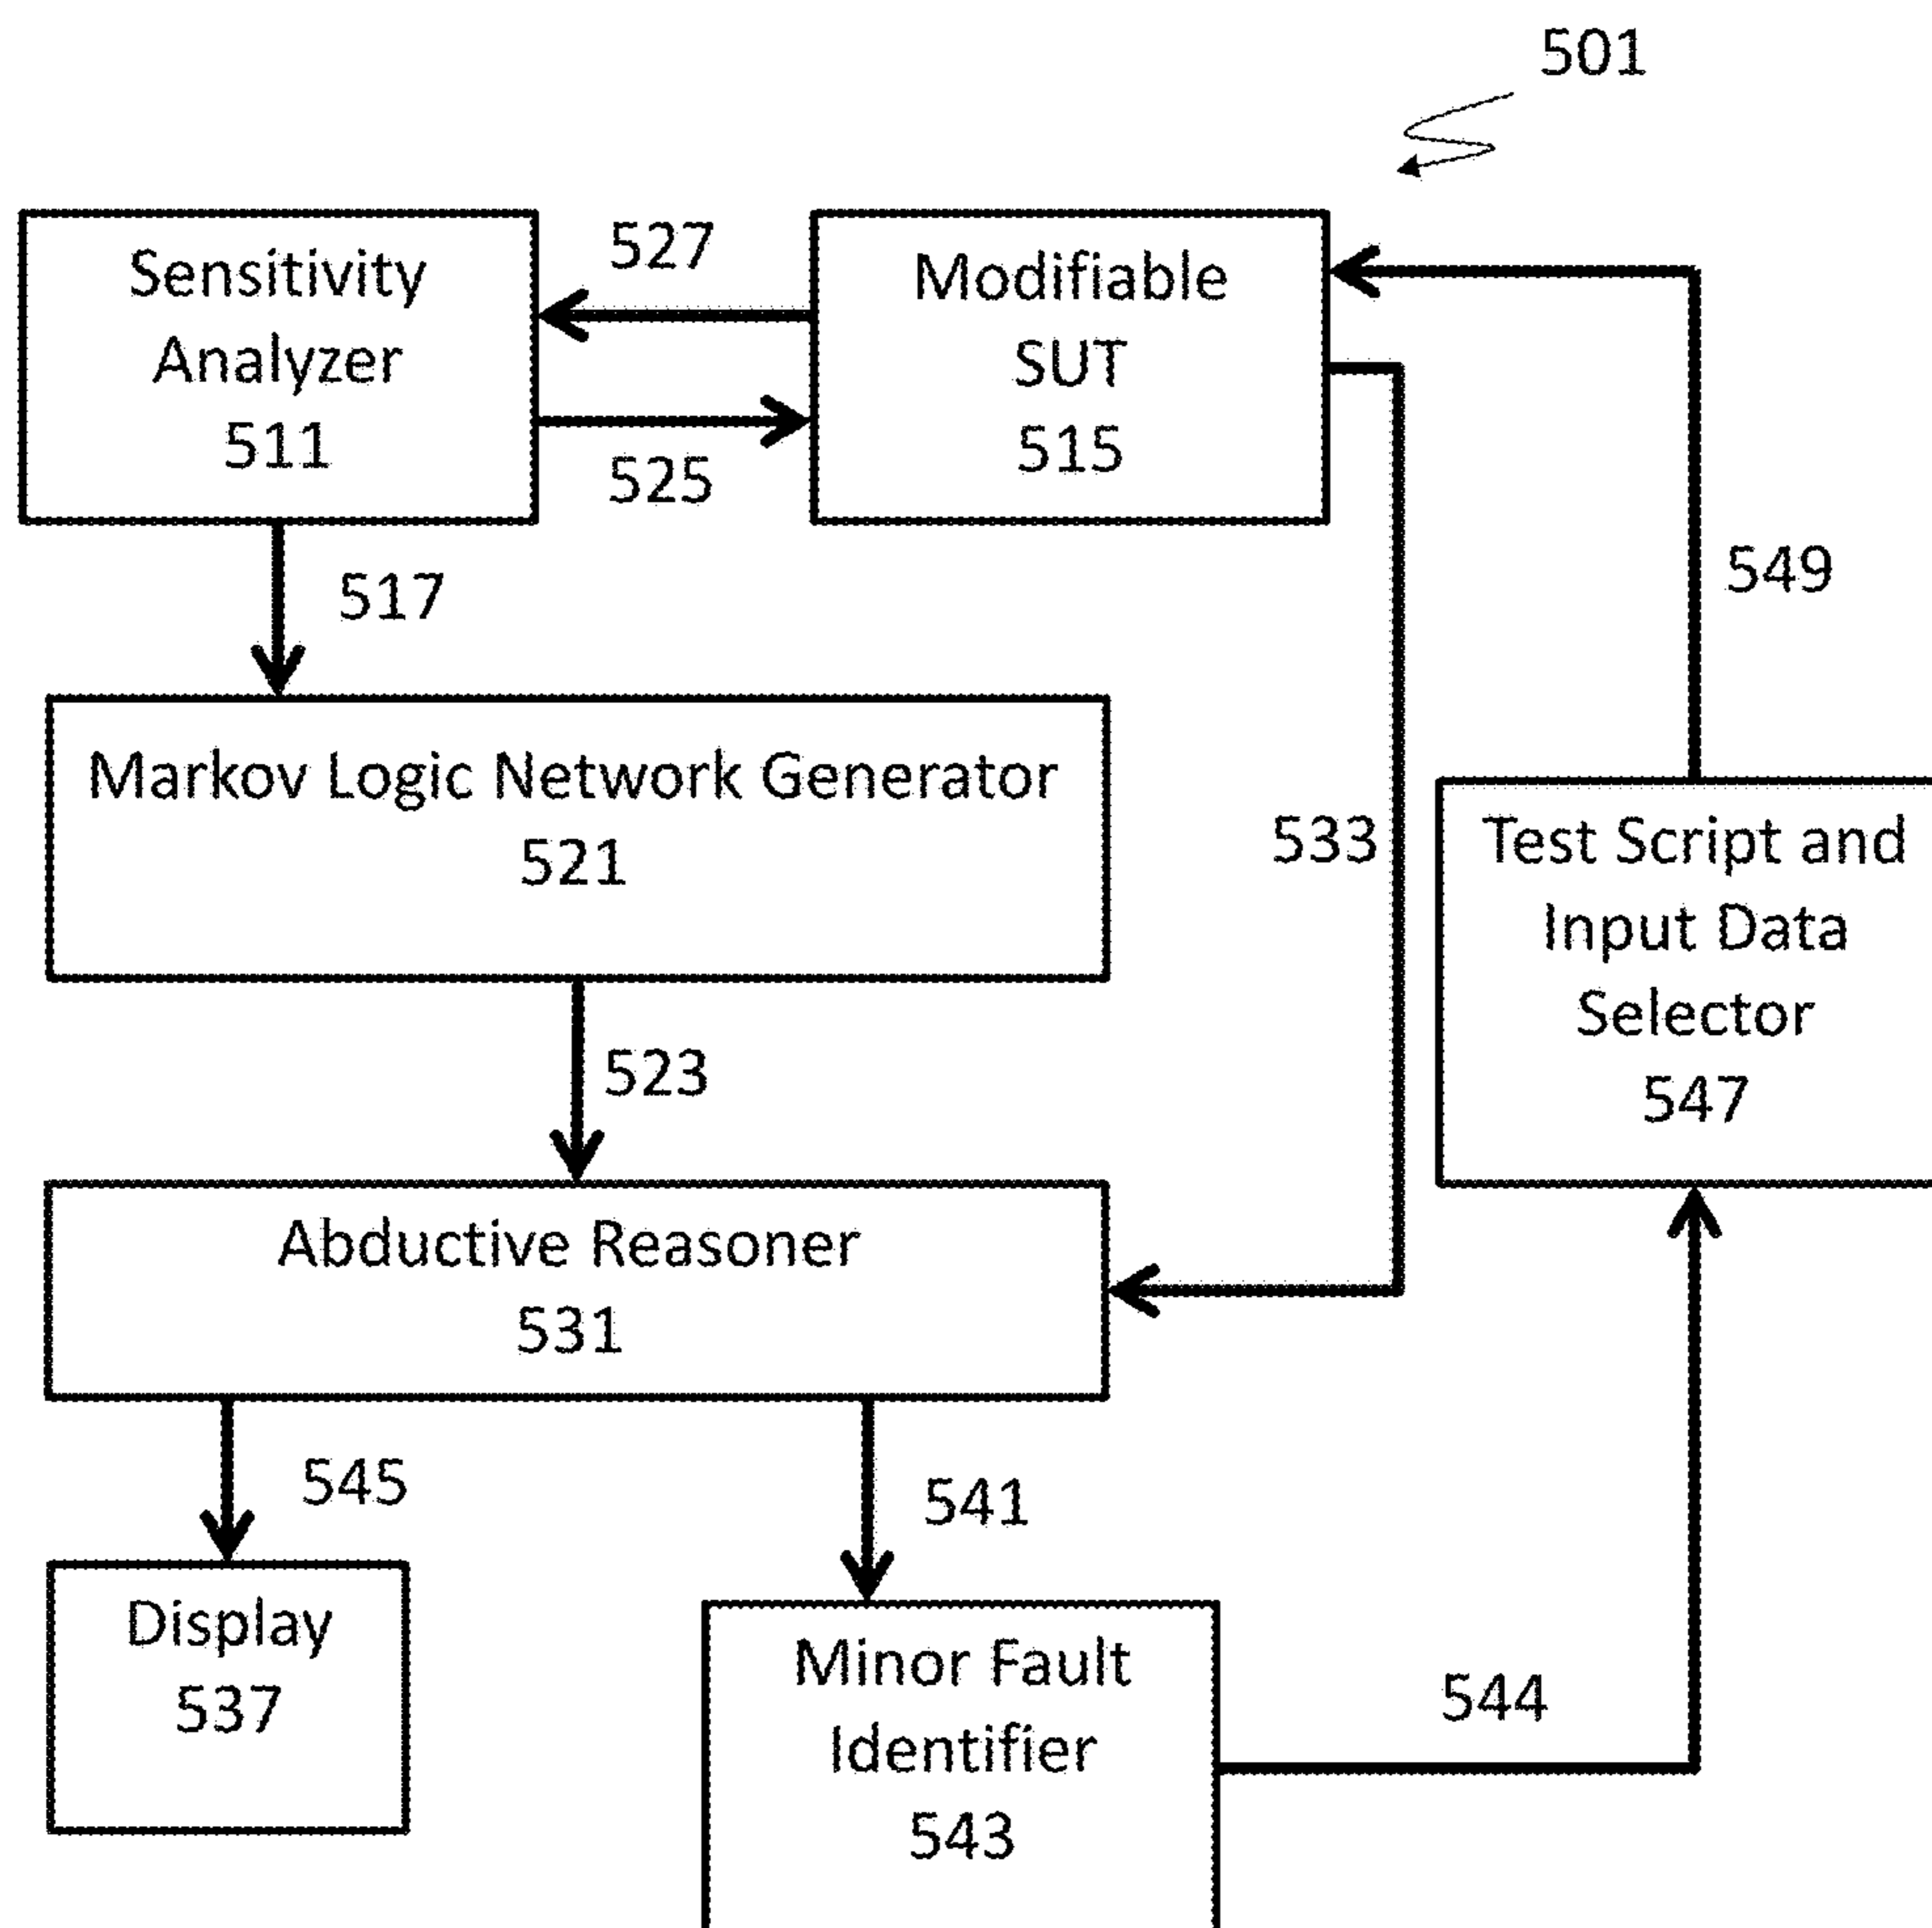 501
Sensitivity
Analyzer
511
527
525
Modifiable
SUT
515
517
549
Markov Logic Network Generator
521
533
Test Script and
Input Data
Selector
547
523
Abductive Reasoner
531
545
541
Display
537
Minor Fault
Identifier
543
544